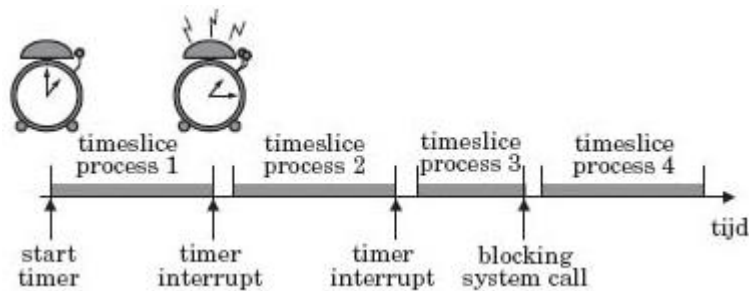 timeslice
process 1
timeslice
process 2
timeslice
process 3
timeslice
process 4
tijd
start
timer
timer
interrupt
timer
interrupt
blocking
system call